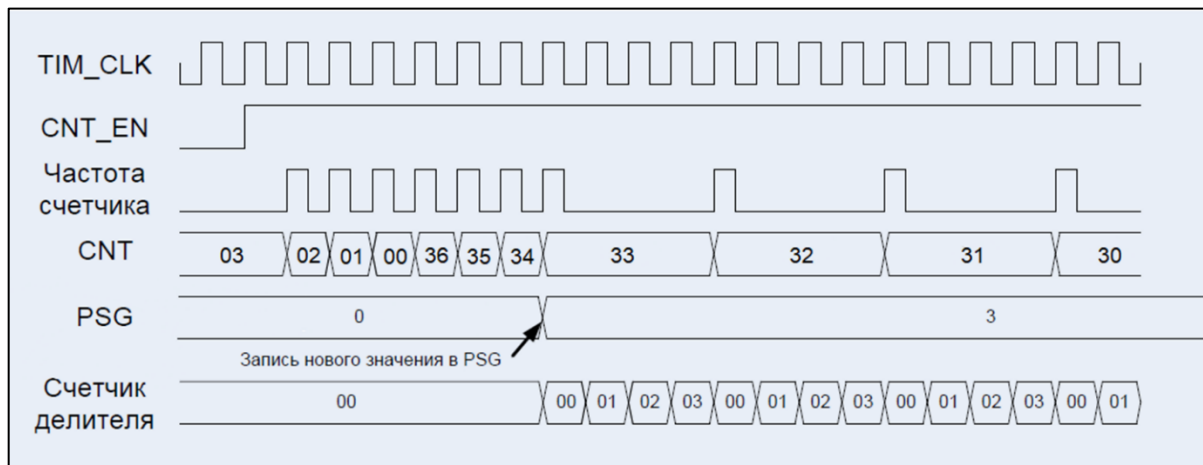 TIM_CLK
CNT_EN
Частота
счетчика
CNT
03 02 01 00 36 35 34 33 32 31 30
PSG
0 3
Запись нового значения в PSG
Счетчик
делителя
00 00 01 02 03 00 01 02 03 00 01 02 03 00 01